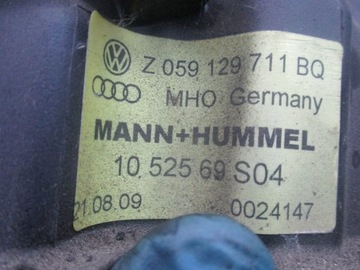 Z 059 129 711 BQ
MHO Germany
MANN+HUMMEL
10 525 69 S04
21.08.09 0024147